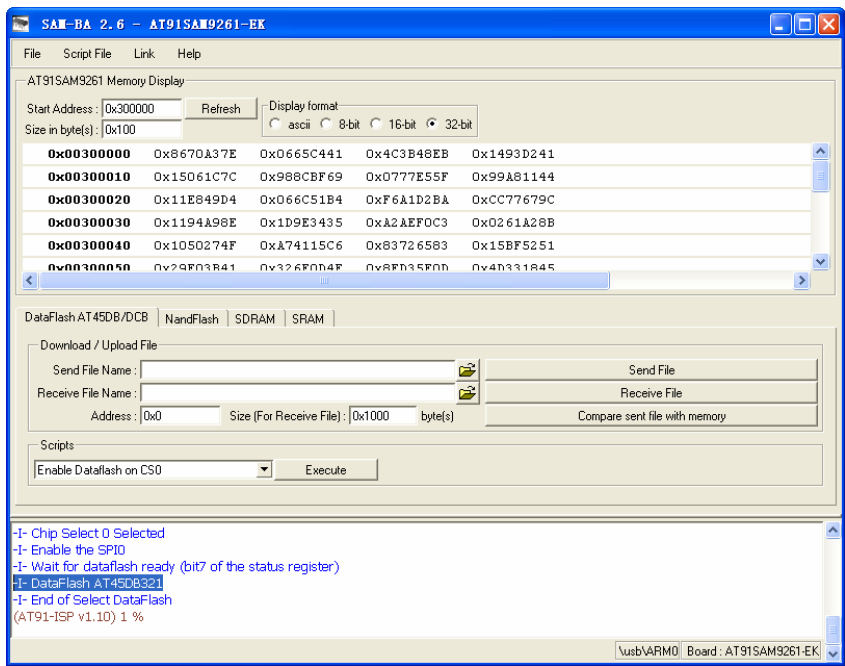 SAM-BA 2.6 - AT91SAM9261-EK
File Script File Link Help
AT91SAM9261 Memory Display
Start Address : 0x300000 Refresh Display format
Size in byte(s) : 0x100 ascii 8-bit 16-bit 32-bit
0x00300000 0x8670A37E 0x0665C441 0x4C3B48EB 0x1493D241
0x00300010 0x15061C7C 0x988CBF69 0x0777E55F 0x99A81144
0x00300020 0x11E849D4 0x066C51B4 0xF6A1D2BA 0xCC77679C
0x00300030 0x1194A98E 0x1D9E3435 0xA2AEF0C3 0x0261A28B
0x00300040 0x1050274F 0xA74115C6 0x83726583 0x15BF5251
0x00300050 0x29F03B41 0x326F0D4F 0x8FD35F0D 0x4D331845
DataFlash AT45DB/DCB NandFlash SDRAM SRAM
Download / Upload File
Send File Name : Send File
Receive File Name : Receive File
Address : 0x0 Size (For Receive File) : 0x1000 byte(s) Compare sent file with memory
Scripts
Enable Dataflash on CS0 Execute
-I- Chip Select 0 Selected
-I- Enable the SPI0
-I- Wait for dataflash ready (bit7 of the status register)
-I- DataFlash AT45DB321
-I- End of Select DataFlash
(AT91-ISP v1.10) 1 %
\usb\ARM0 Board : AT91SAM9261-EK